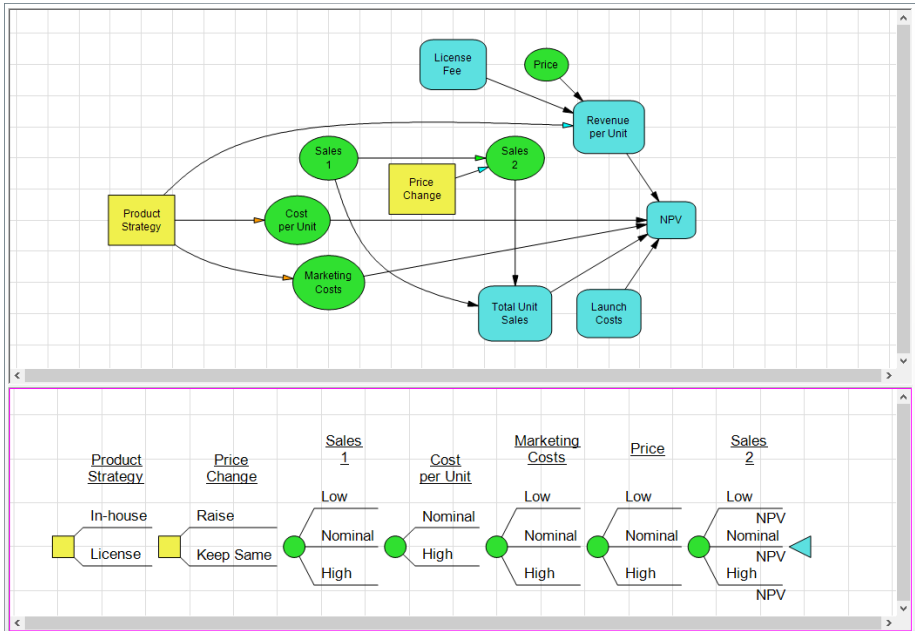 License
Fee
Price
Revenue
per Unit
Sales
1
Sales
2
Price
Change
Product
Strategy
Cost
per Unit
NPV
Marketing
Costs
Total Unit
Sales
Launch
Costs
Product
Strategy
Price
Change
Sales
1
Cost
per Unit
Marketing
Costs
Price
Sales
2
In-house
License
Raise
Keep Same
Low
Nominal
High
Nominal
High
Low
Nominal
High
Low
Nominal
High
Low
NPV
Nominal
NPV
High
NPV